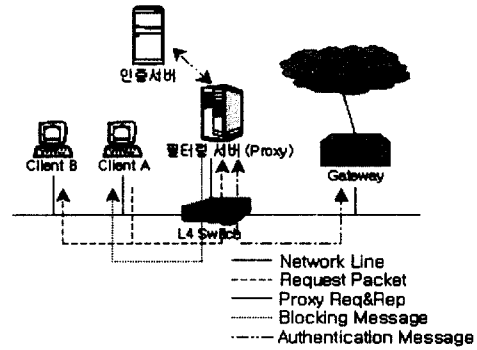 인증서버
Client B
Client A
필터링 서버 (Proxy)
Gateway
L4 Switch
Network Line
Request Packet
Proxy Req&Rep
Blocking Message
Authentication Message